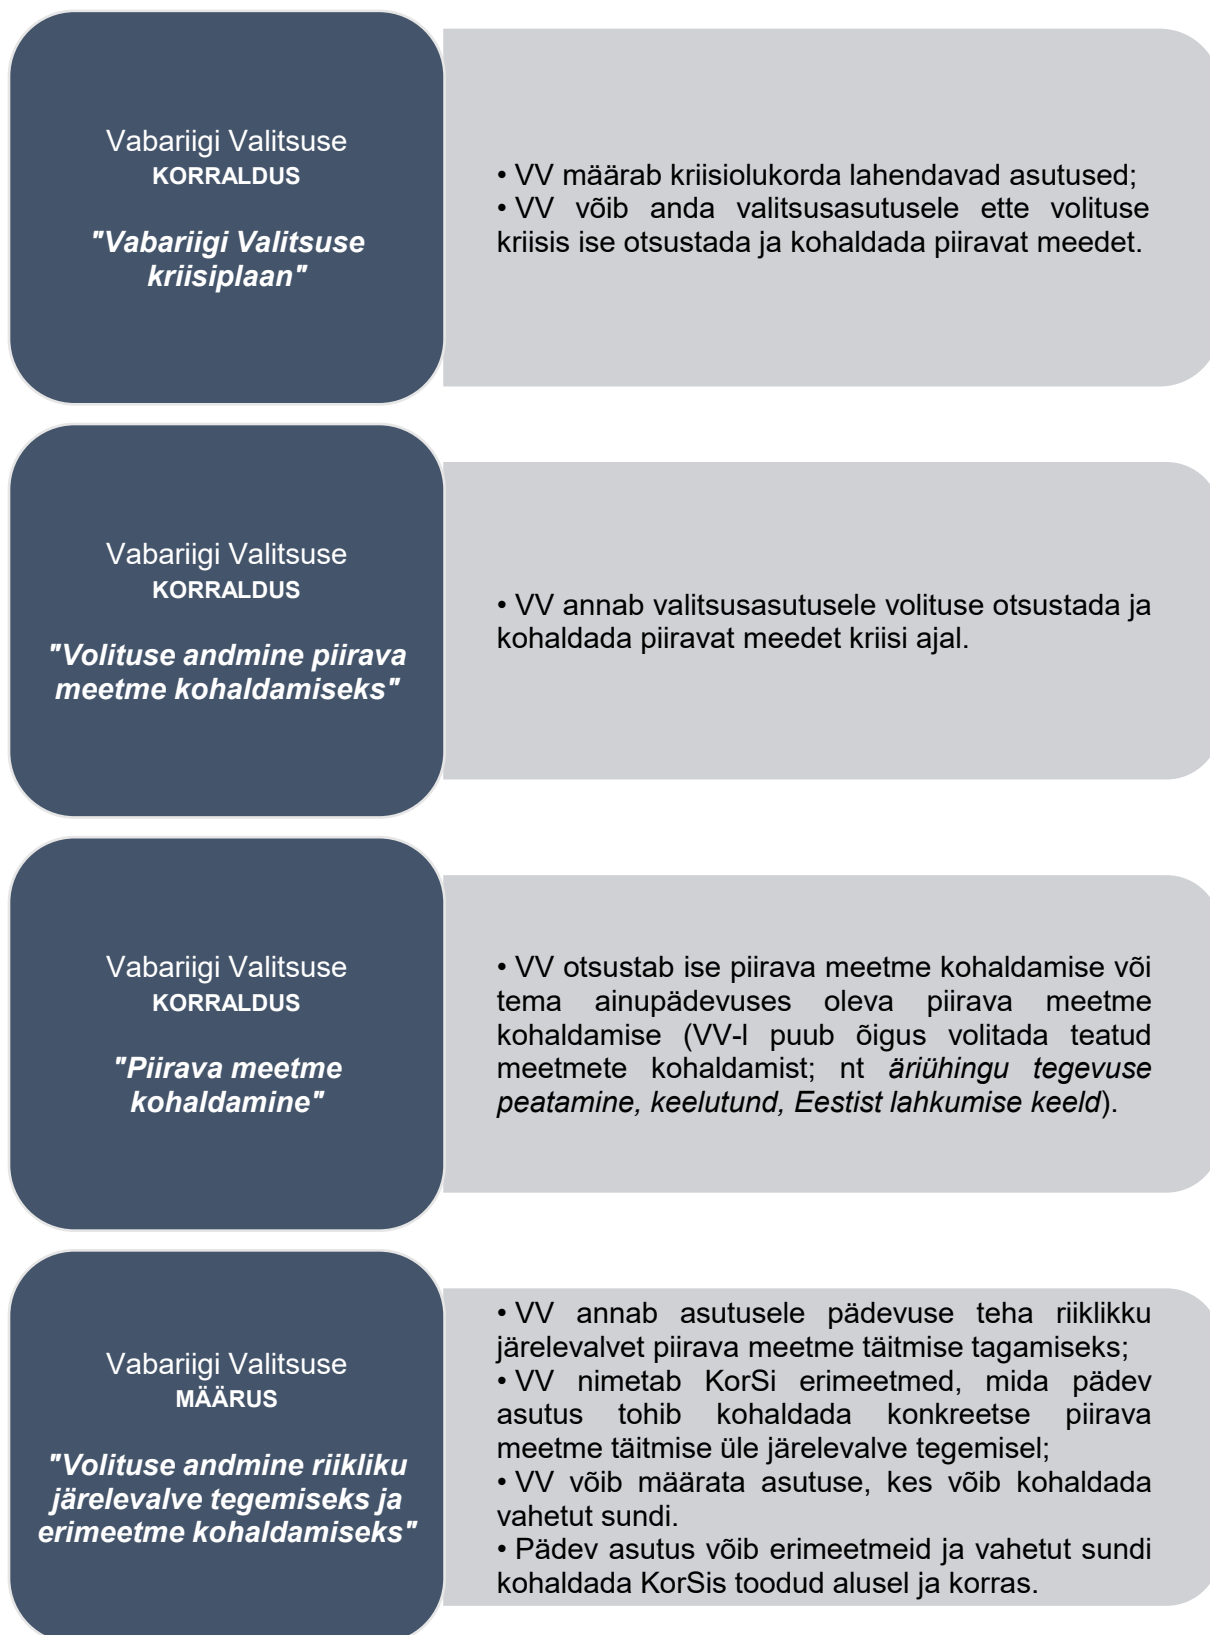 Vabariigi Valitsuse
KORRALDUS
"Vabariigi Valitsuse
kriisiplaan"
• VV määrab kriisiolukorda lahendavad asutused;
• VV võib anda valitsusasutusele ette volituse
kriisis ise otsustada ja kohaldada piiravat meedet.
Vabariigi Valitsuse
KORRALDUS
"Volituse andmine piirava
meetme kohaldamiseks"
• VV annab valitsusasutusele volituse otsustada ja
kohaldada piiravat meedet kriisi ajal.
Vabariigi Valitsuse
KORRALDUS
"Piirava meetme
kohaldamine"
• VV otsustab ise piirava meetme kohaldamise või
tema ainupädevuses oleva piirava meetme
kohaldamise (VV-l puub õigus volitada teatud
meetmete kohaldamist; nt äriühingu tegevuse
peatamine, keelutund, Eestist lahkumise keeld).
Vabariigi Valitsuse
MÄÄRUS
"Volituse andmine riikliku
järelevalve tegemiseks ja
erimeetme kohaldamiseks"
• VV annab asutusele pädevuse teha riiklikku
järelevalvet piirava meetme täitmise tagamiseks;
• VV nimetab KorSi erimeetmed, mida pädev
asutus tohib kohaldada konkreetse piirava
meetme täitmise üle järelevalve tegemisel;
• VV võib määrata asutuse, kes võib kohaldada
vahetut sundi.
• Pädev asutus võib erimeetmeid ja vahetut sundi
kohaldada KorSis toodud alusel ja korras.